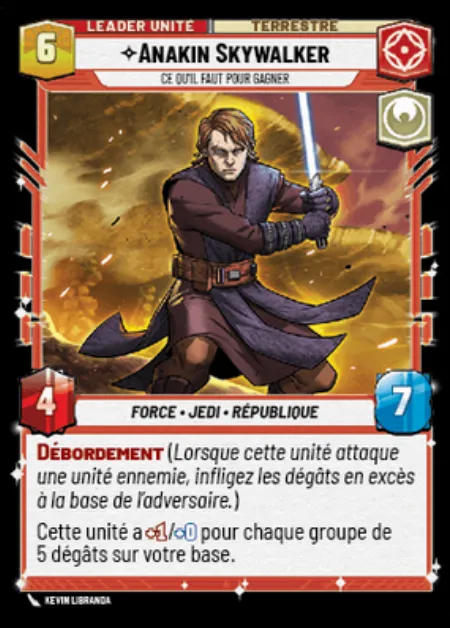 LEADER UNITÉ
TERRESTRE
6
ANAKIN SKYWALKER
CE QU'IL FAUT POUR GAGNER
4
FORCE • JEDI • RÉPUBLIQUE
7
DÉBORDEMENT (Lorsque cette unité attaque
une unité ennemie, infligez les dégâts en excès
à la base de l'adversaire.)
Cette unité a +1/+0 pour chaque groupe de
5 dégâts sur votre base.
KEVIN LIBRANDA